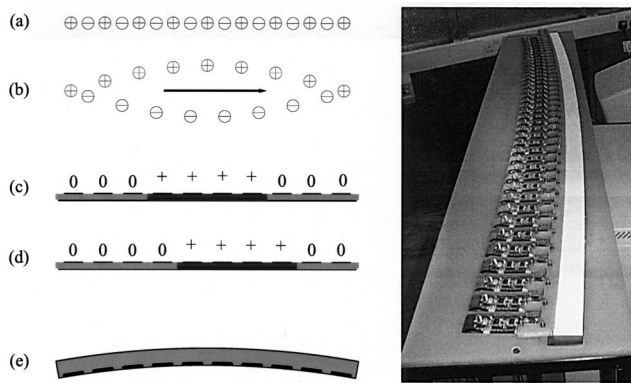 (a)
(b)
(c) 0 0 0 + + + + 0 0 0
(d) 0 0 0 0 + + + + 0 0
(e)